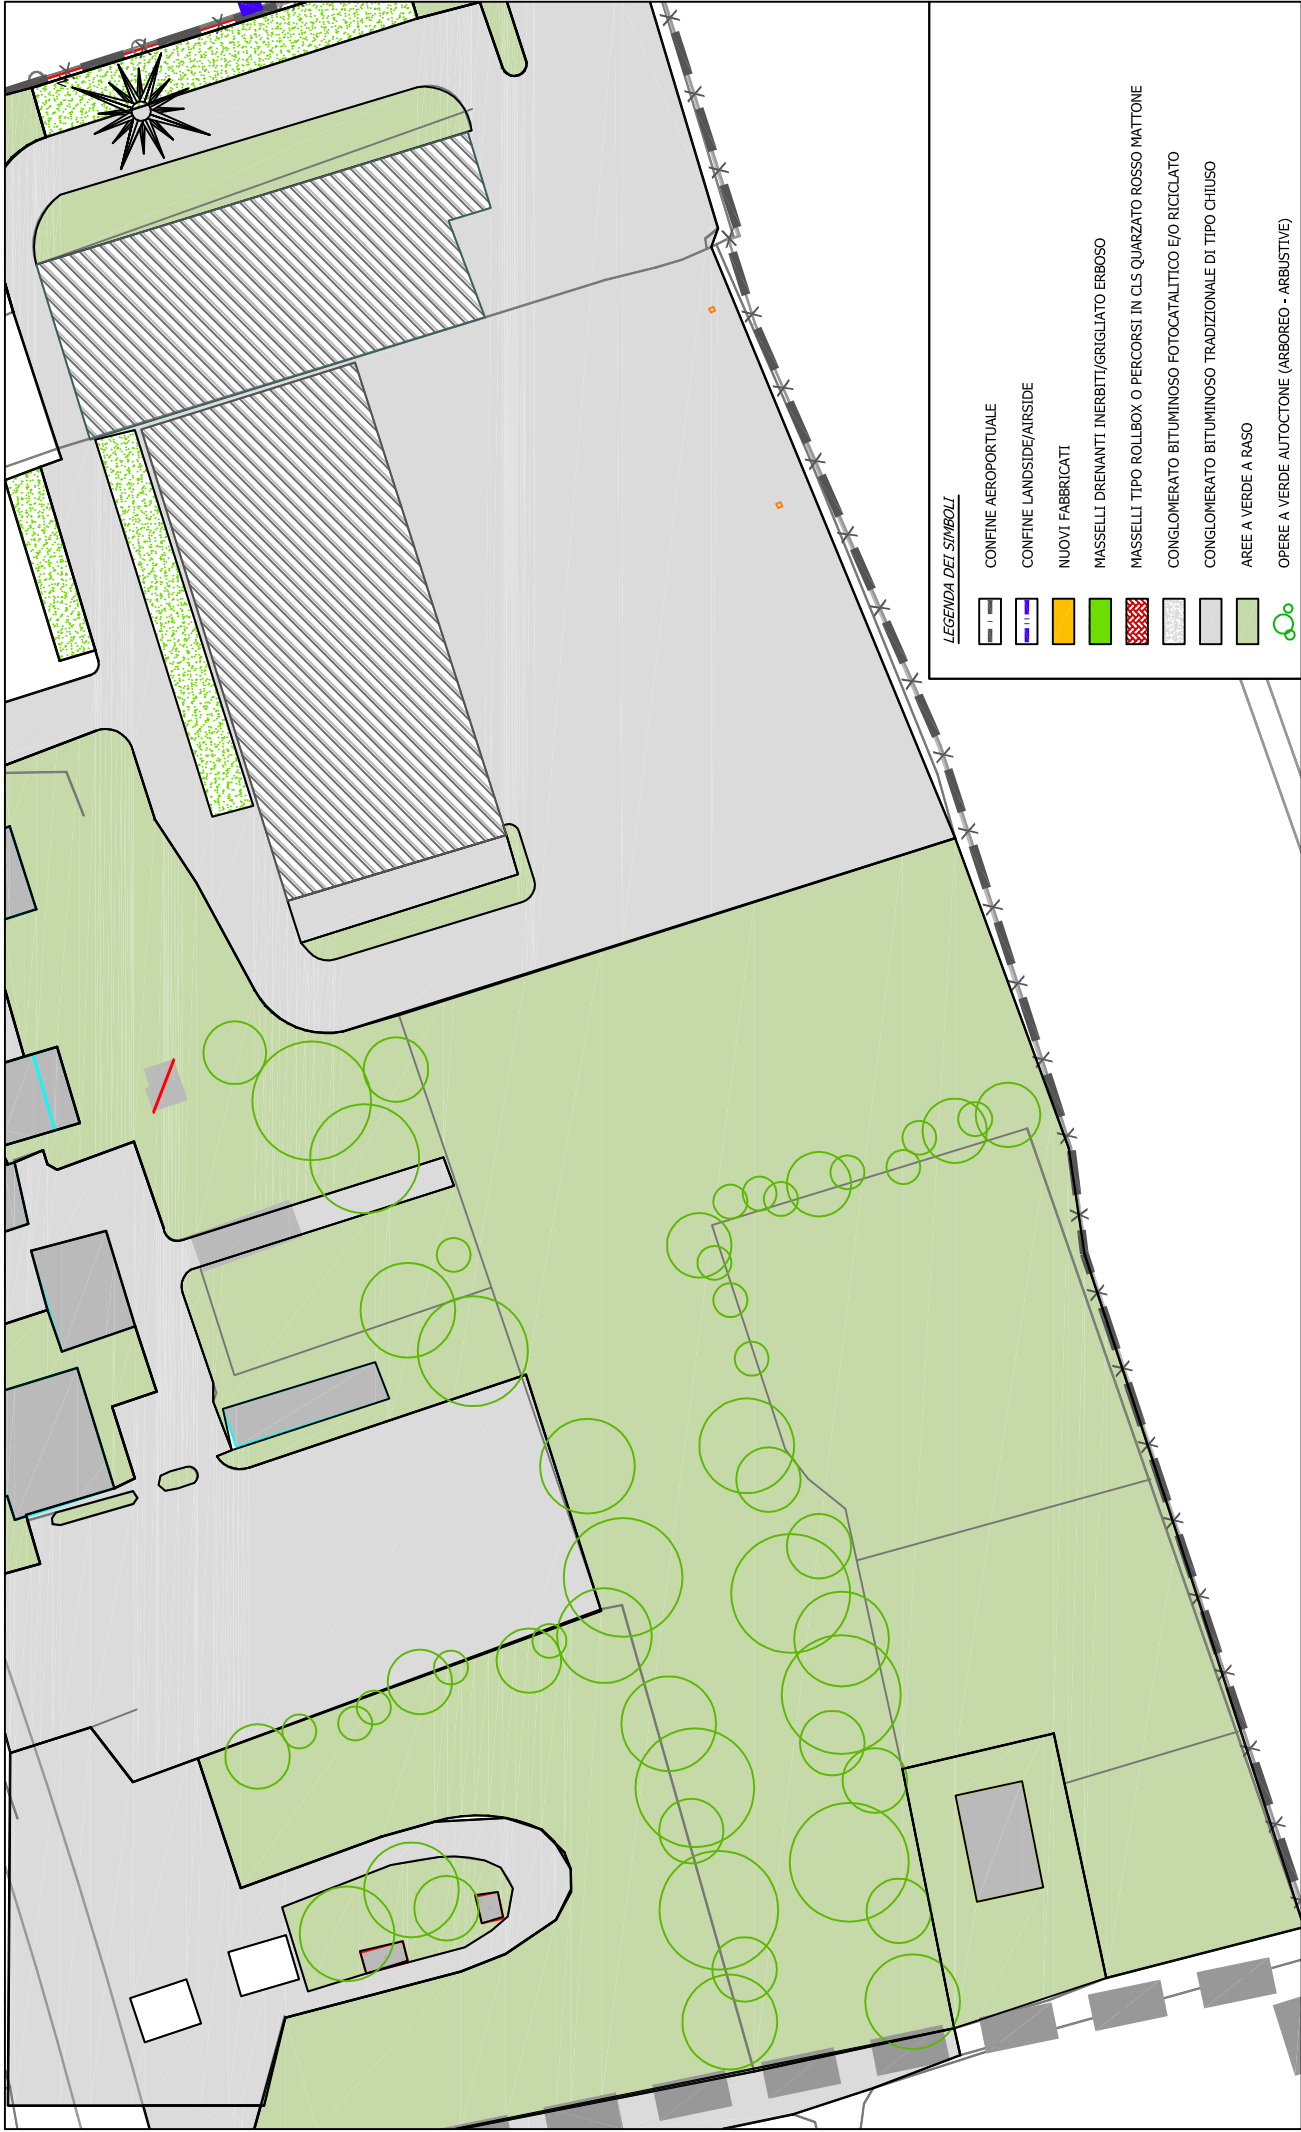 LEGENDA DEI SIMBOLI
CONFINE AEROPORTUALE
CONFINE LANDSIDE/AIRSIDE
NUOVI FABBRICATI
MASSELLI DRENANTI INERBITI/GRIGLIATO ERBOSO
MASSELLI TIPO ROLLBOX O PERCORSI IN CLS QUARZATO ROSSO MATTONE
CONGLOMERATO BITUMINOSO FOTOCATALITICO E/O RICICLATO
CONGLOMERATO BITUMINOSO TRADIZIONALE DI TIPO CHIUSO
AREE A VERDE A RASO
OPERE A VERDE AUTOCTONE (ARBOREO - ARBUSTIVE)